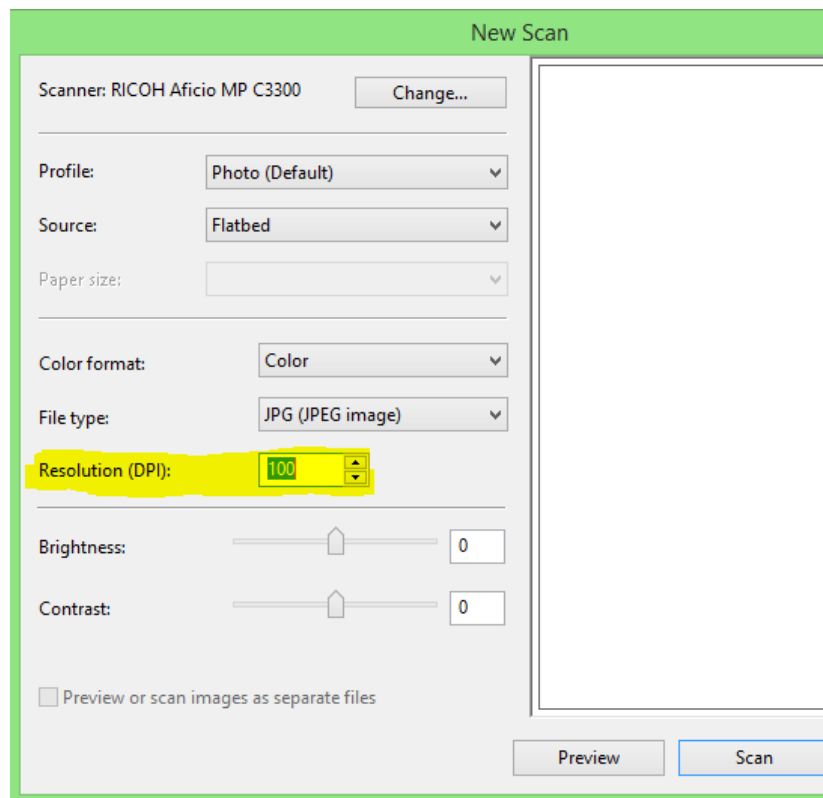 New Scan
Scanner: RICOH Aficio MP C3300 Change...
Profile: Photo (Default)
Source: Flatbed
Paper size:
Color format: Color
File type: JPG (JPEG image)
Resolution (DPI): 100
Brightness: 0
Contrast: 0
Preview or scan images as separate files
Preview Scan